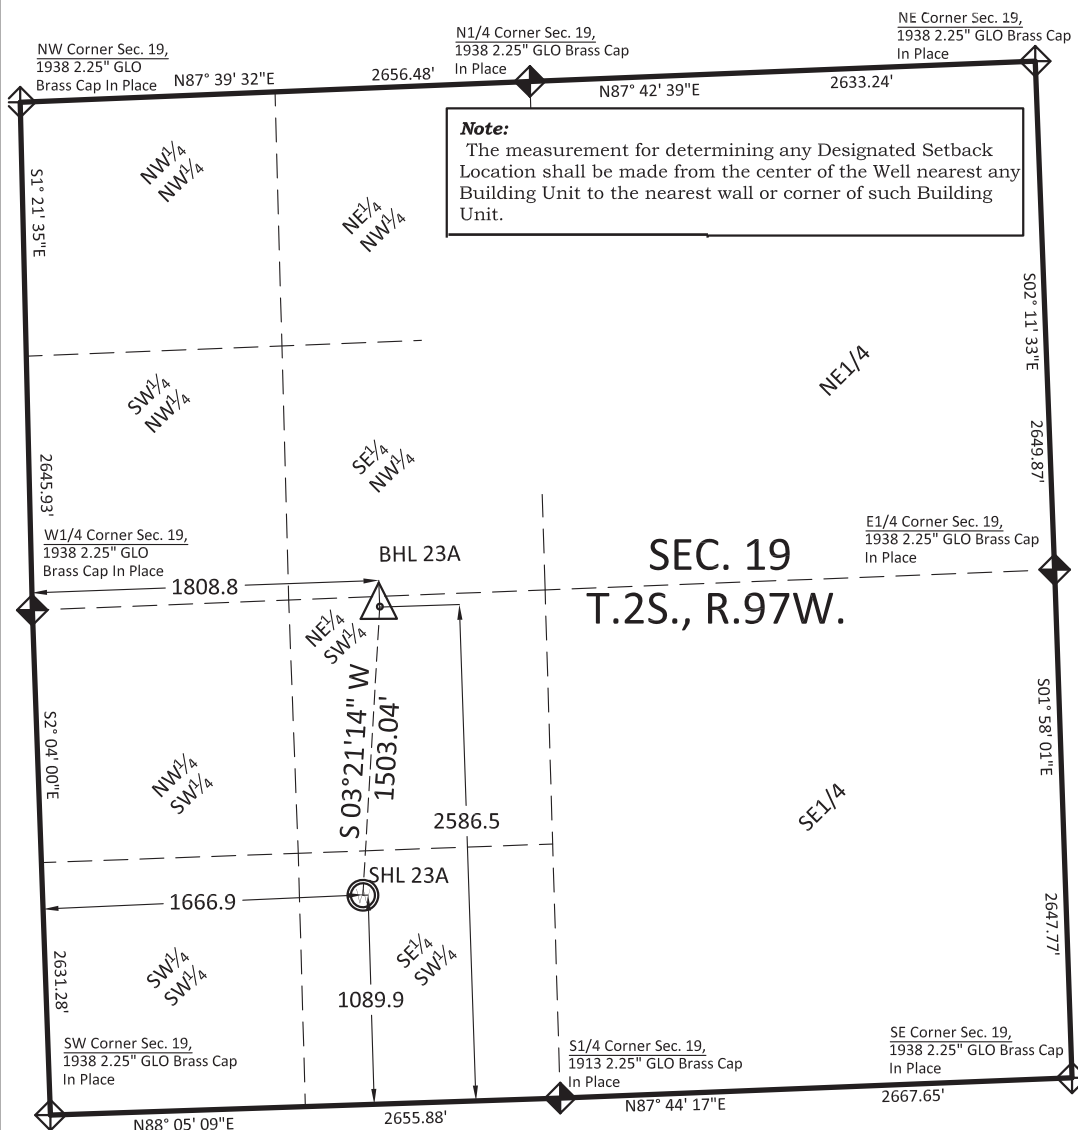 NE Corner Sec. 19,
1938 2.25" GLO Brass Cap
In Place
N1/4 Corner Sec. 19,
1938 2.25" GLO Brass Cap
In Place
NW Corner Sec. 19,
1938 2.25" GLO
Brass Cap In Place
N87° 39' 32"E
2656.48'
N87° 42' 39"E
2633.24'
Note:
The measurement for determining any Designated Setback
Location shall be made from the center of the Well nearest any
Building Unit to the nearest wall or corner of such Building
Unit.
NW1/4
NW1/4
S1° 21' 35"E
NE1/4
NW1/4
S02° 11' 33"E
NE1/4
SW1/4
NW1/4
SE1/4
NW1/4
2645.93'
2649.87'
W1/4 Corner Sec. 19,
1938 2.25" GLO
Brass Cap In Place
E1/4 Corner Sec. 19,
1938 2.25" GLO Brass Cap
In Place
BHL 23A
SEC. 19
T.2S., R.97W.
1808.8
NE1/4
SW1/4
S 03°21'14" W
1503.04'
S2° 04' 00"E
S01° 58' 01"E
NW1/4
SW1/4
SE1/4
2586.5
SHL 23A
1666.9
SE1/4
SW1/4
SW1/4
SW1/4
2631.28'
2647.77'
1089.9
SW Corner Sec. 19,
1938 2.25" GLO Brass Cap
In Place
S1/4 Corner Sec. 19,
1913 2.25" GLO Brass Cap
In Place
SE Corner Sec. 19,
1938 2.25" GLO Brass Cap
In Place
N88° 05' 09"E
2655.88'
N87° 44' 17"E
2667.65'